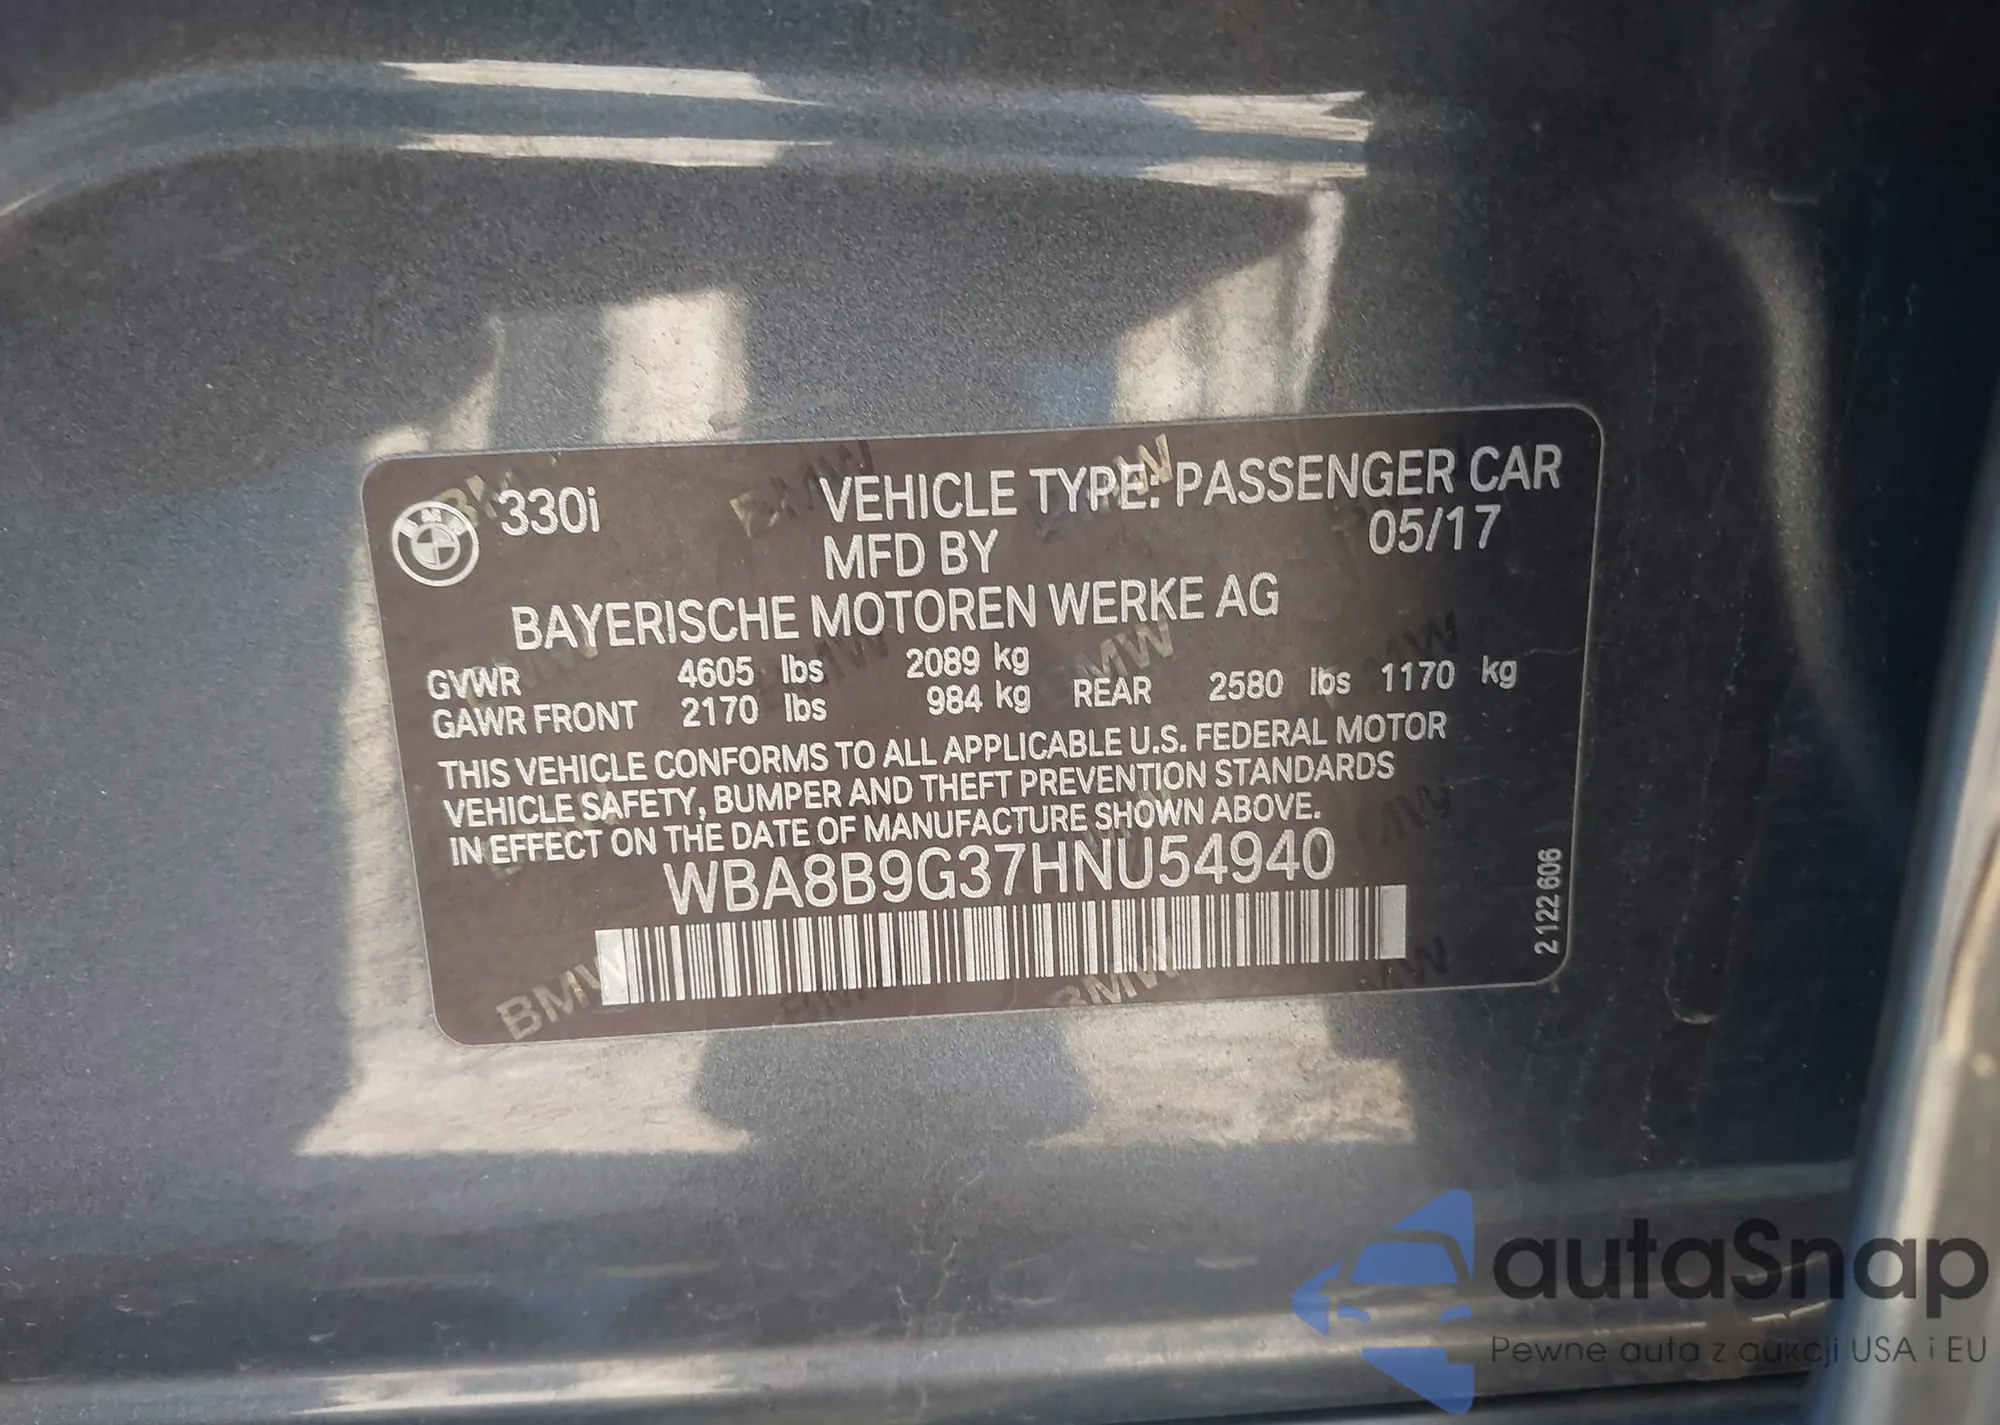 BMW 330i
VEHICLE TYPE: PASSENGER CAR
MFD BY 05/17
BAYERISCHE MOTOREN WERKE AG
GVWR 4605 lbs 2089 kg
GAWR FRONT 2170 lbs 984 kg REAR 2580 lbs 1170 kg
THIS VEHICLE CONFORMS TO ALL APPLICABLE U.S. FEDERAL MOTOR
VEHICLE SAFETY, BUMPER AND THEFT PREVENTION STANDARDS
IN EFFECT ON THE DATE OF MANUFACTURE SHOWN ABOVE.
WBA8B9G37HNU54940
2 122 606
autaSnap
Pewne auta z aukcji USA i EU